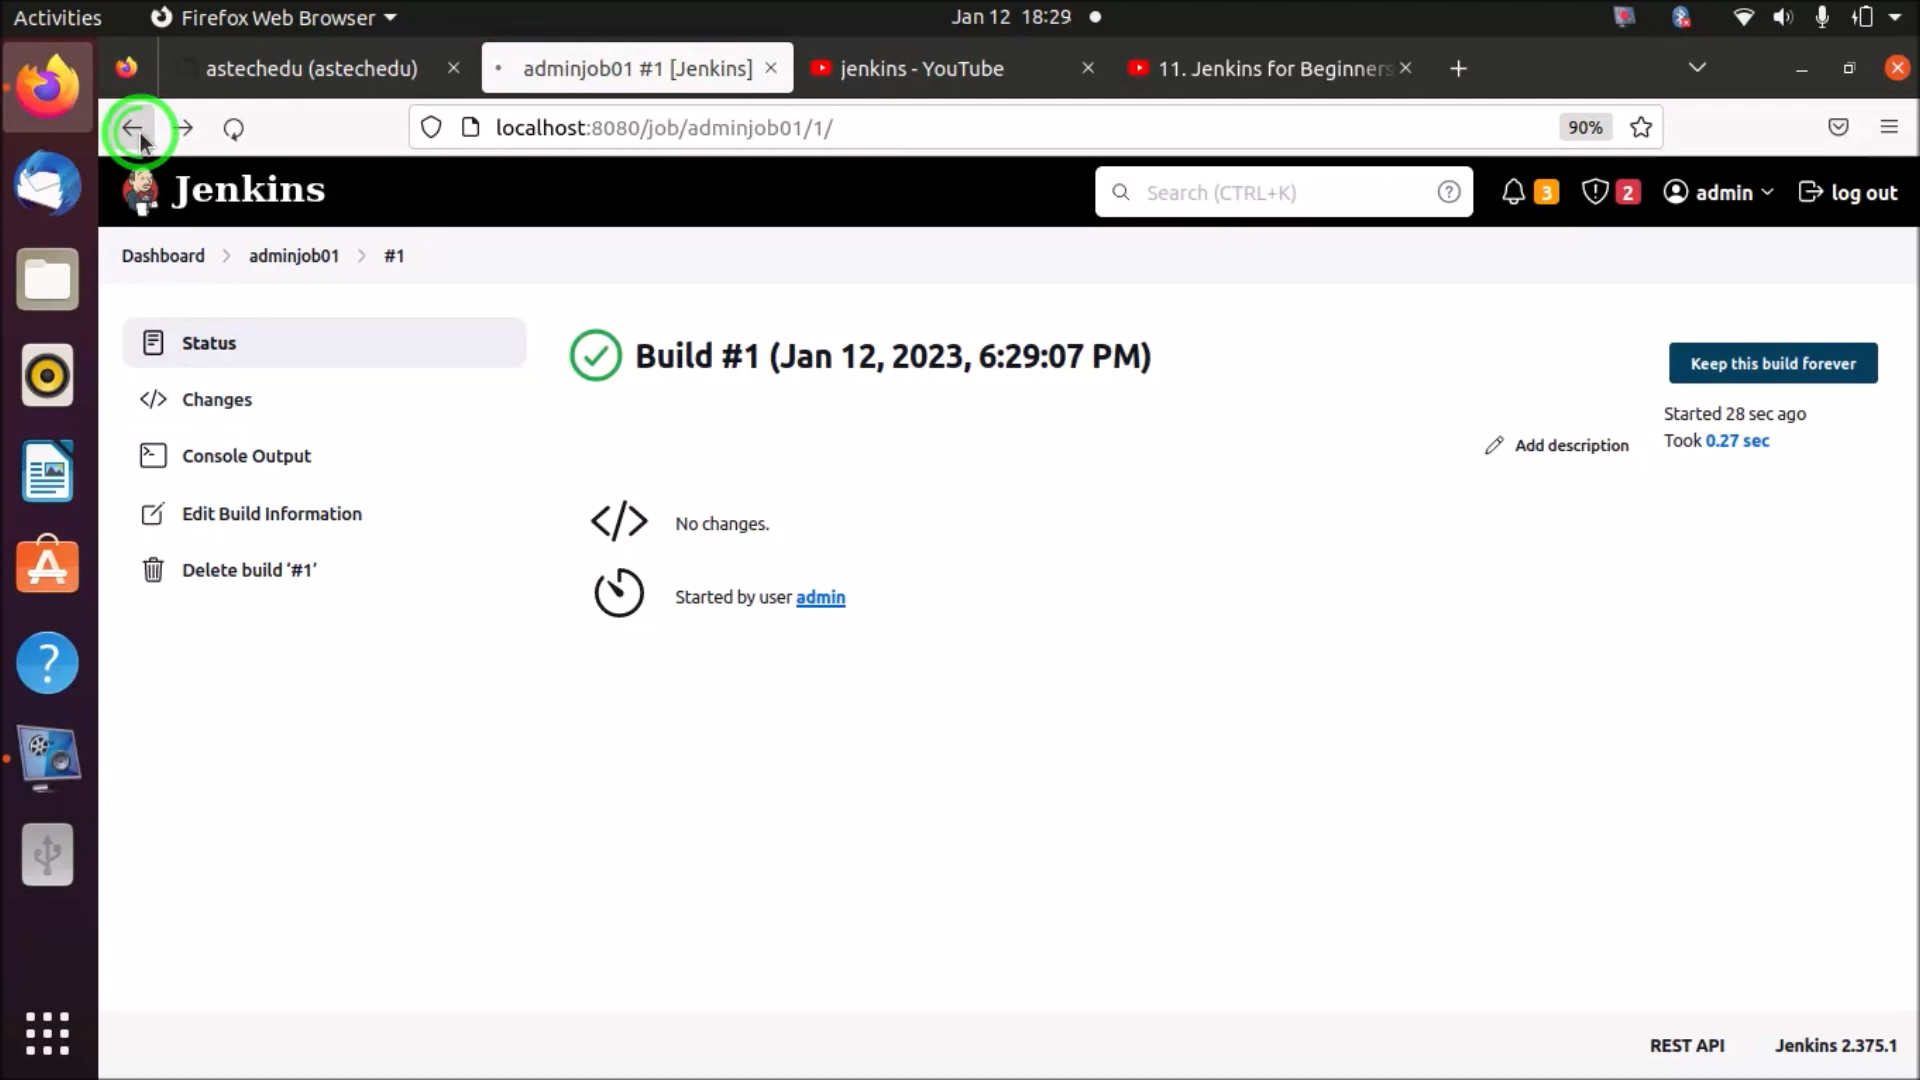 Activities
Firefox Web Browser
Jan 12 18:29
astechedu (astechedu)
adminjob01 #1 [Jenkins]
jenkins - YouTube
11. Jenkins for Beginners
localhost:8080/job/adminjob01/1/
90%
Jenkins
Search (CTRL+K)
?
3
2
admin
log out
Dashboard
adminjob01
#1
Status
Changes
Console Output
Edit Build Information
Delete build ‘#1’
Build #1 (Jan 12, 2023, 6:29:07 PM)
Keep this build forever
Started 28 sec ago
Took 0.27 sec
Add description
No changes.
Started by user admin
REST API
Jenkins 2.375.1